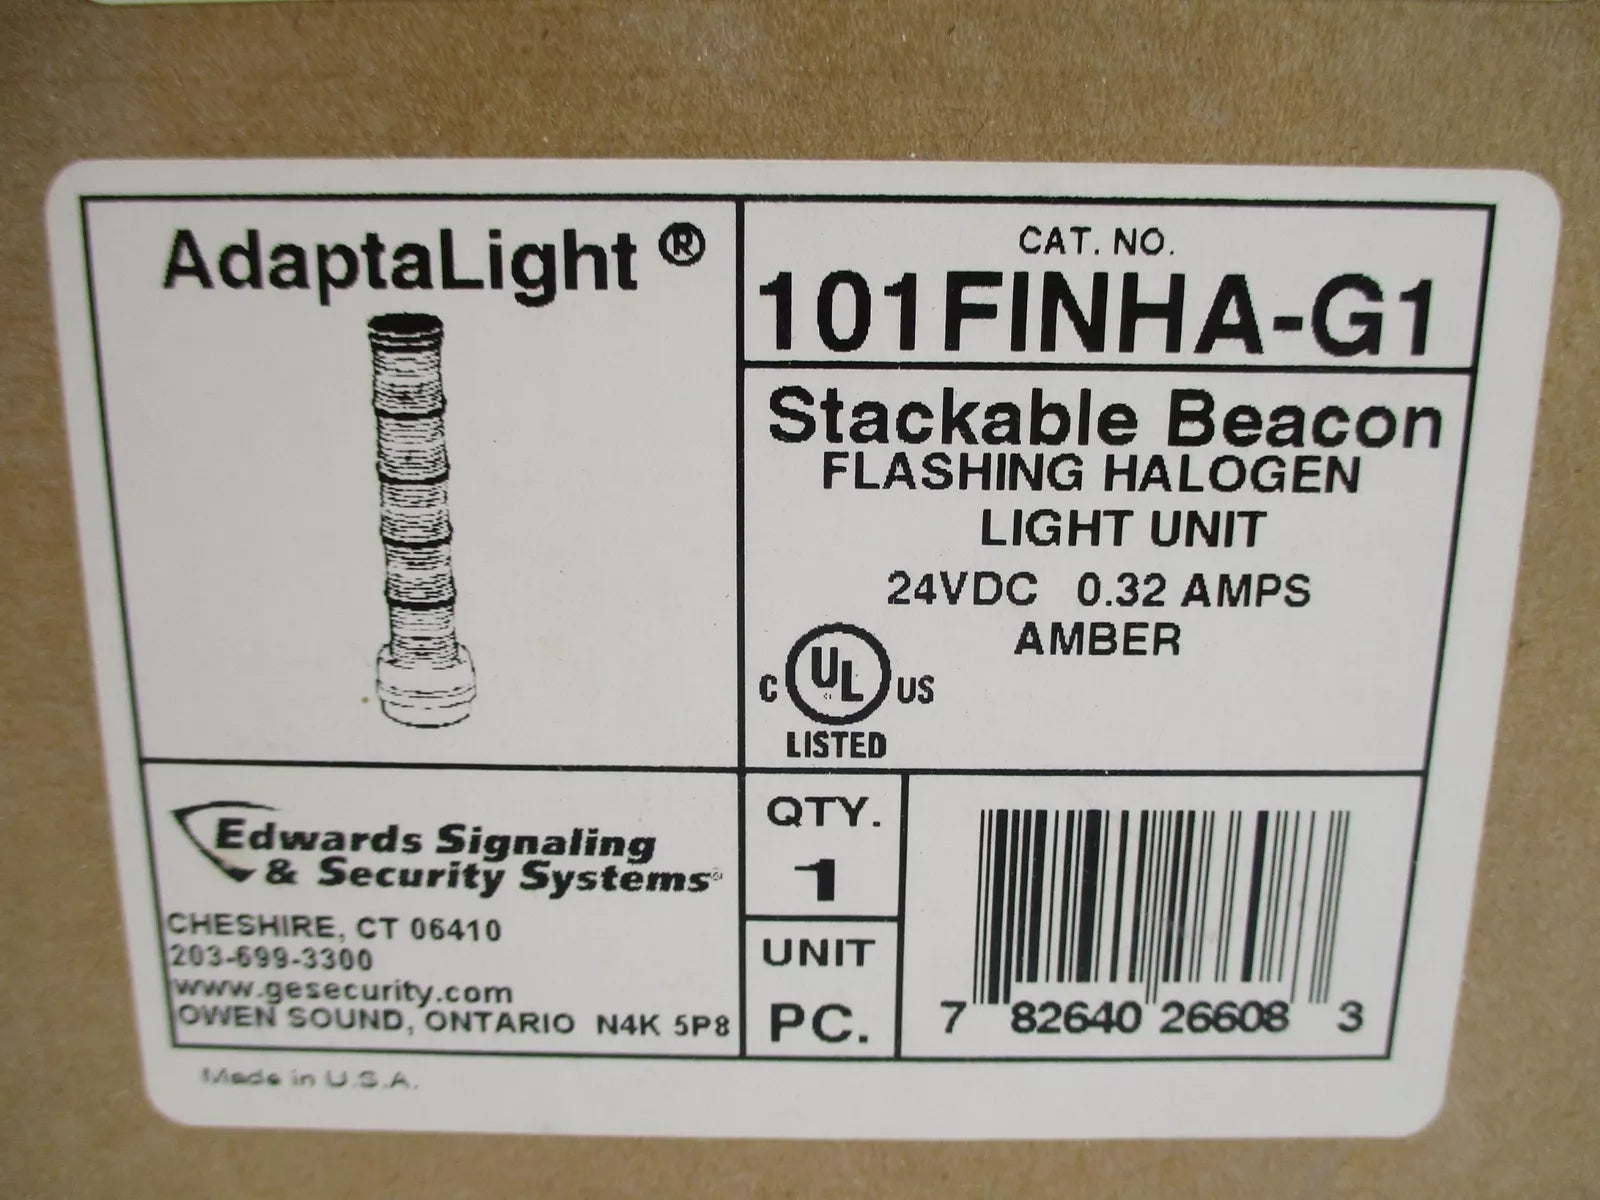 AdaptaLight ®
CAT. NO.
101FINHA-G1
Stackable Beacon
FLASHING HALOGEN
LIGHT UNIT
24VDC 0.32 AMPS
AMBER
C UL US
LISTED
Edwards Signaling
& Security Systems
CHESHIRE, CT 06410
203-699-3300
www.gesecurity.com
OWEN SOUND, ONTARIO N4K 5P8
QTY.
1
UNIT
PC.
7 82640 26608 3
Made in U.S.A.